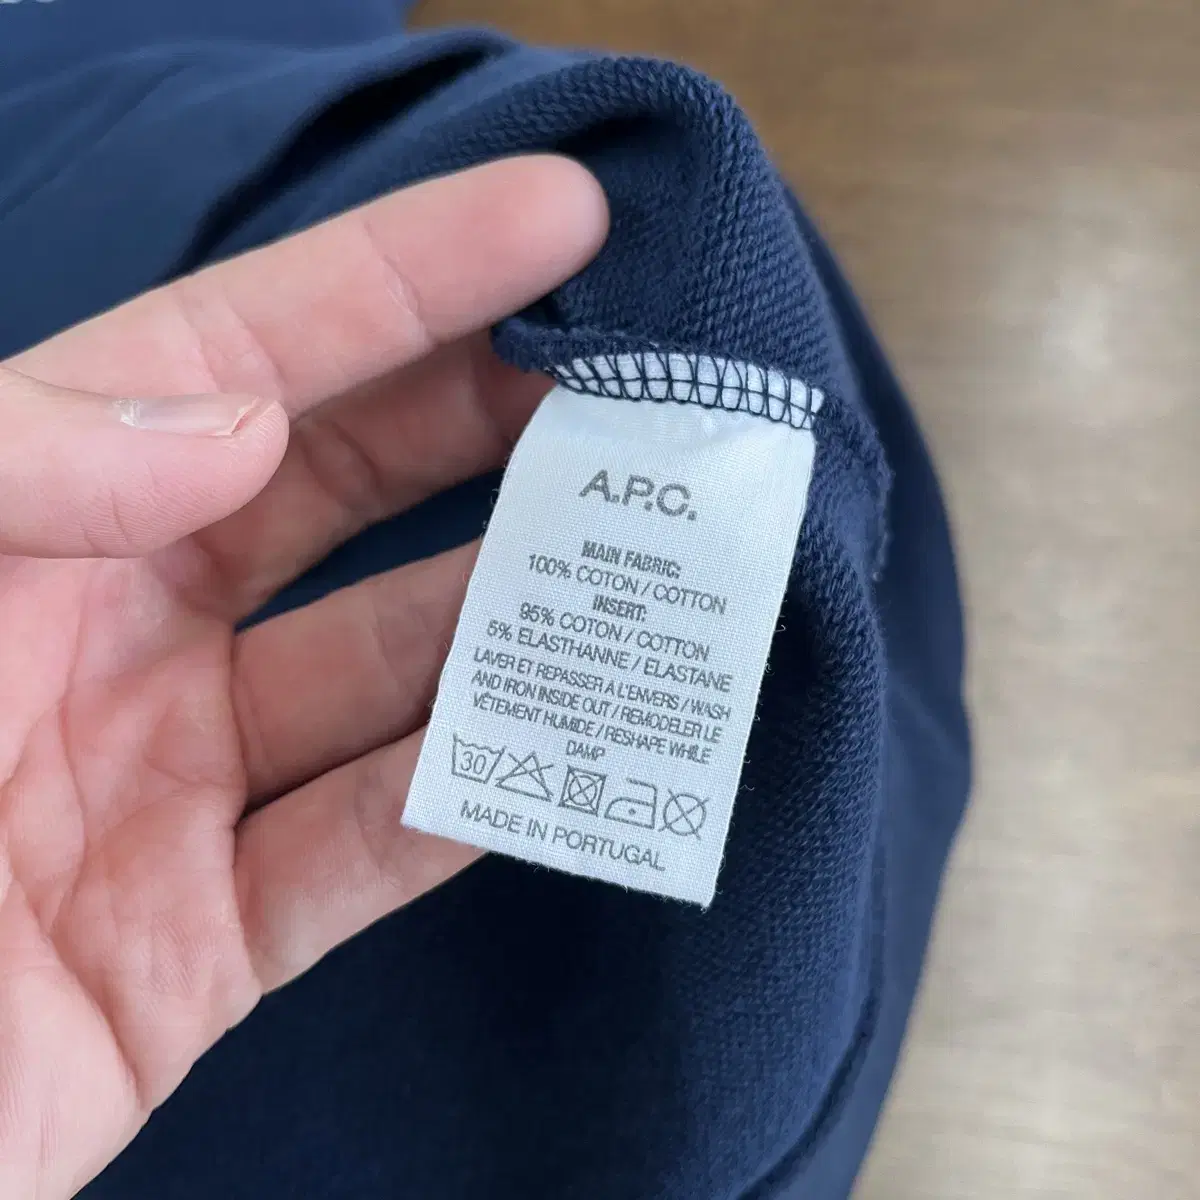 A.P.C.
MAIN FABRIC:
100% COTON / COTTON
INSERT:
95% COTON / COTTON
5% ELASTHANNE / ELASTANE
LAVER ET REPASSER A L'ENVERS / WASH
AND IRON INSIDE OUT / REMODELER LE
VÊTEMENT HUMIDE / RESHAPE WHILE
DAMP
30
MADE IN PORTUGAL